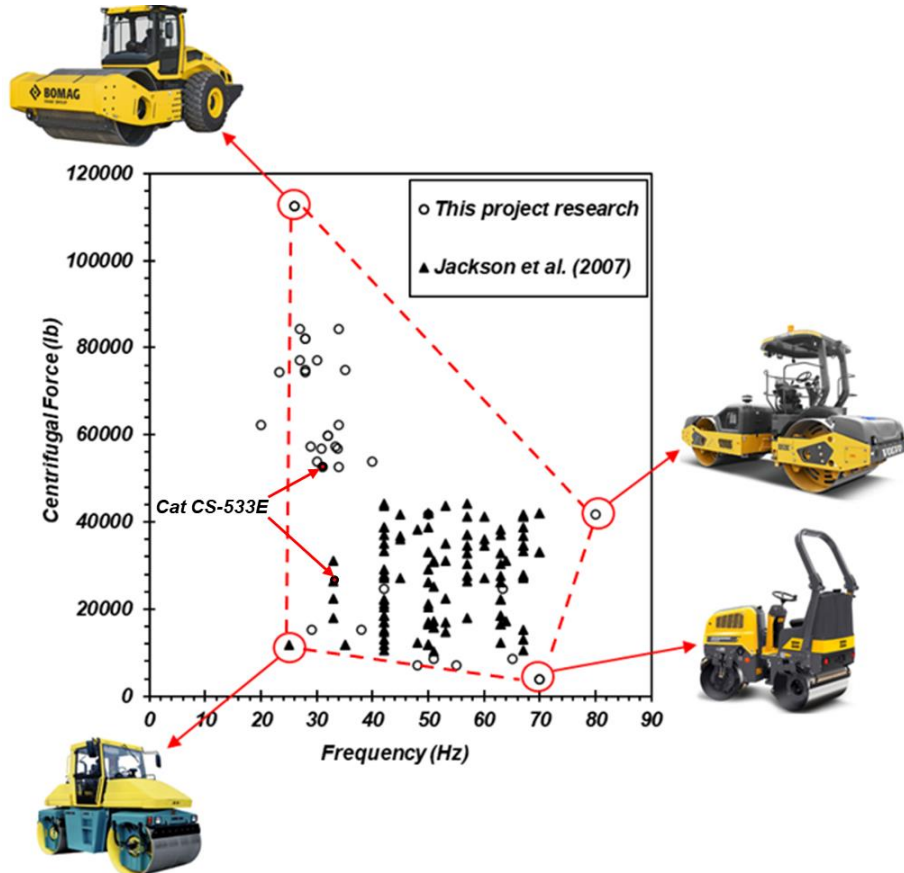 BOMAG
120000
100000
80000
60000
40000
20000
0
Centrifugal Force (lb)
This project research
Jackson et al. (2007)
Cat CS-533E
0 10 20 30 40 50 60 70 80 90
Frequency (Hz)
VOLVO